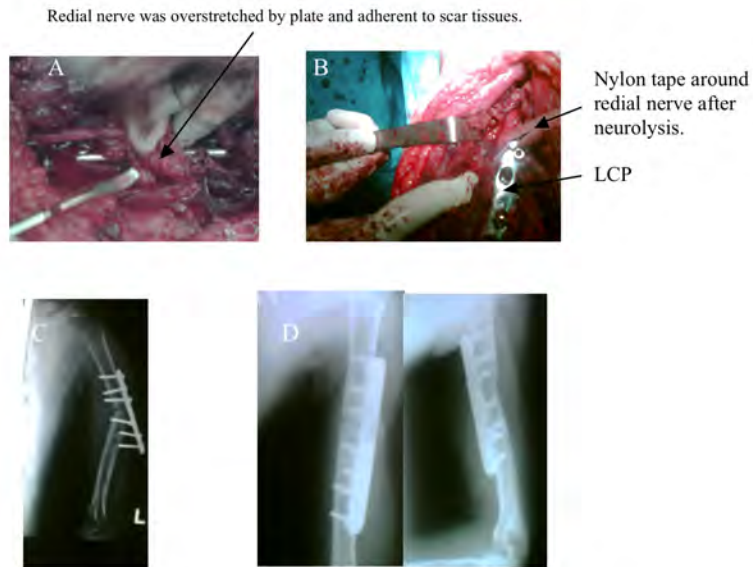 Redial nerve was overstretched by plate and adherent to scar tissues.
A
B
Nylon tape around
redial nerve after
neurolysis.
LCP
C
D
L